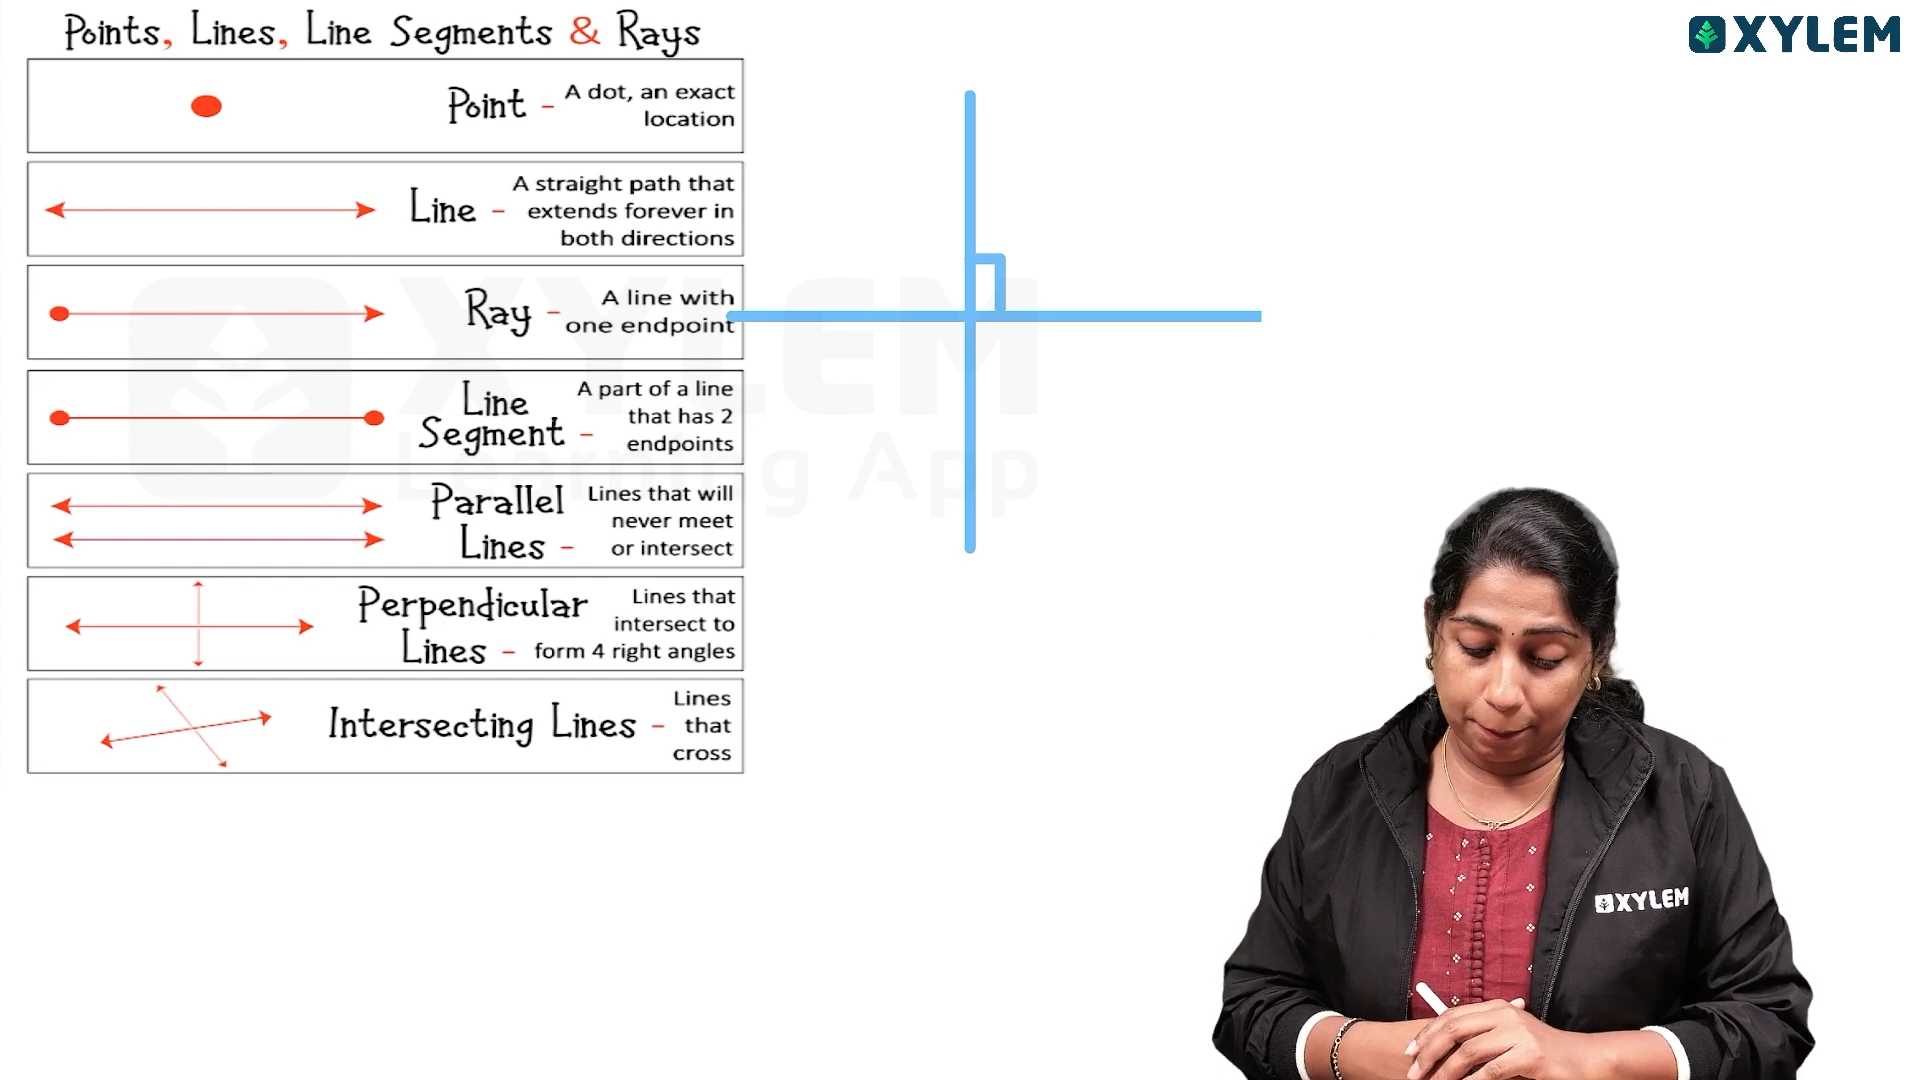 Points, Lines, Line Segments & Rays
XYLEM
Point - A dot, an exact
location
Line - A straight path that
extends forever in
both directions
Ray - A line with
one endpoint
Line
Segment - A part of a line
that has 2
endpoints
Parallel
Lines - Lines that will
never meet
or intersect
Perpendicular
Lines - Lines that
intersect to
form 4 right angles
Intersecting Lines - Lines
that
cross
XYLEM
Learning App
XYLEM